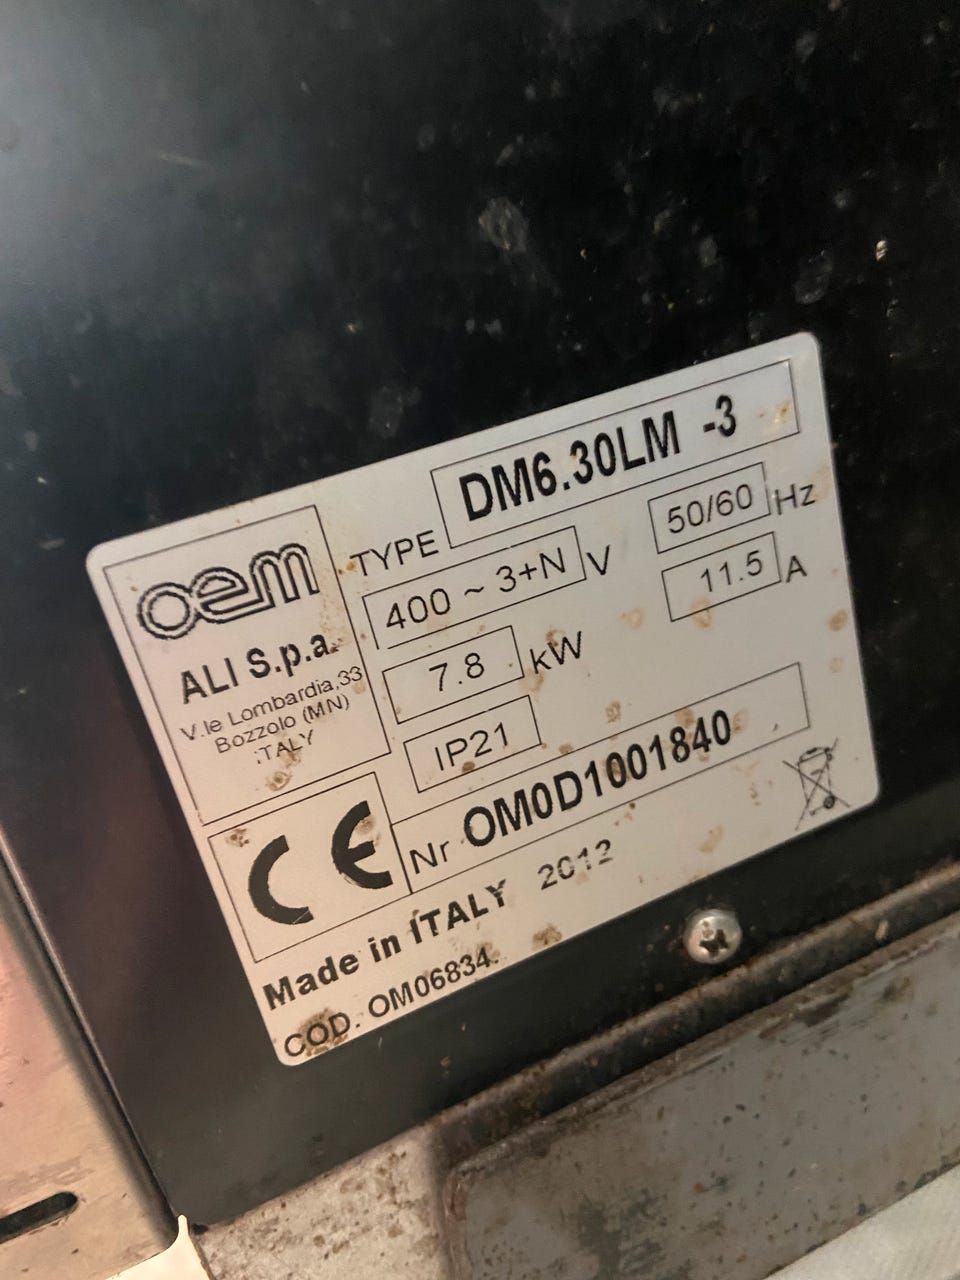 oem
ALI S.p.a.
V.le Lombardia,33
Bozzolo (MN)
ITALY
TYPE DM6.30LM -3
400 ~ 3+N V 50/60 Hz
7.8 kW 11.5 A
IP21
CE
Nr OM0D1001840
Made in ITALY 2012
COD. OM06834.